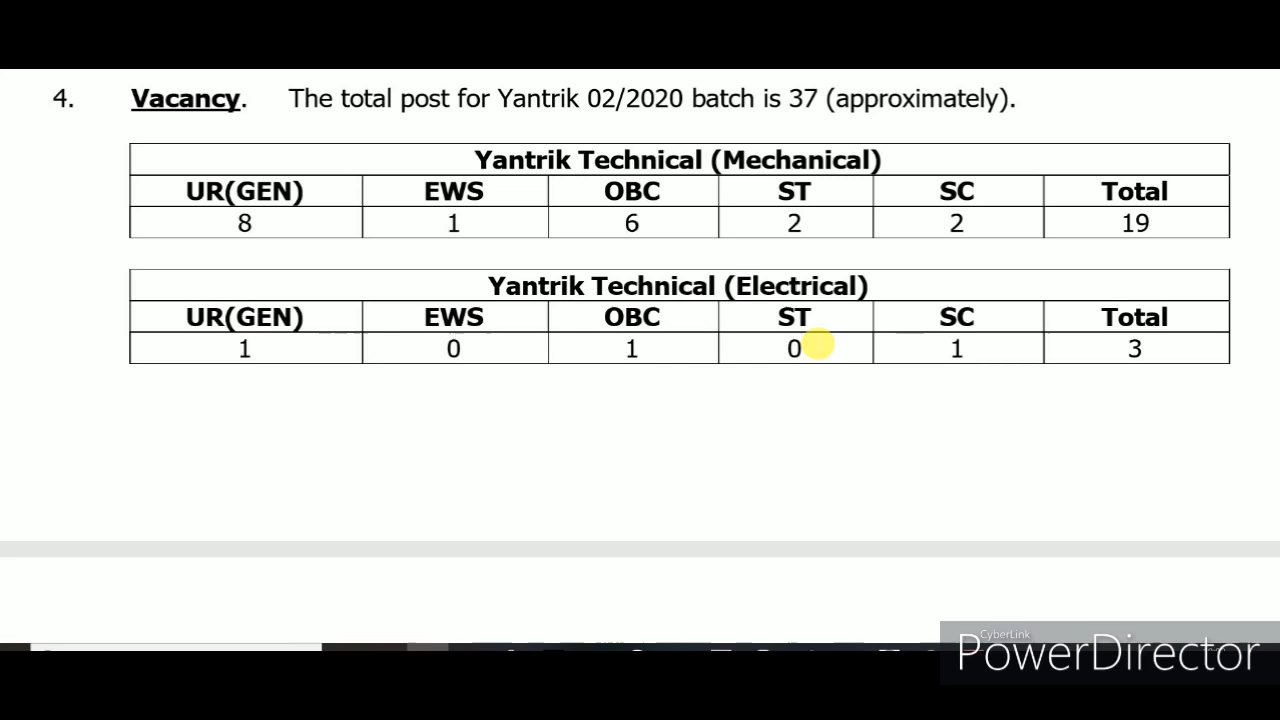 4. Vacancy. The total post for Yantrik 02/2020 batch is 37 (approximately).
Yantrik Technical (Mechanical)
UR(GEN) EWS OBC ST SC Total
8 1 6 2 2 19
Yantrik Technical (Electrical)
UR(GEN) EWS OBC ST SC Total
1 0 1 0 1 3
CyberLink
PowerDirector